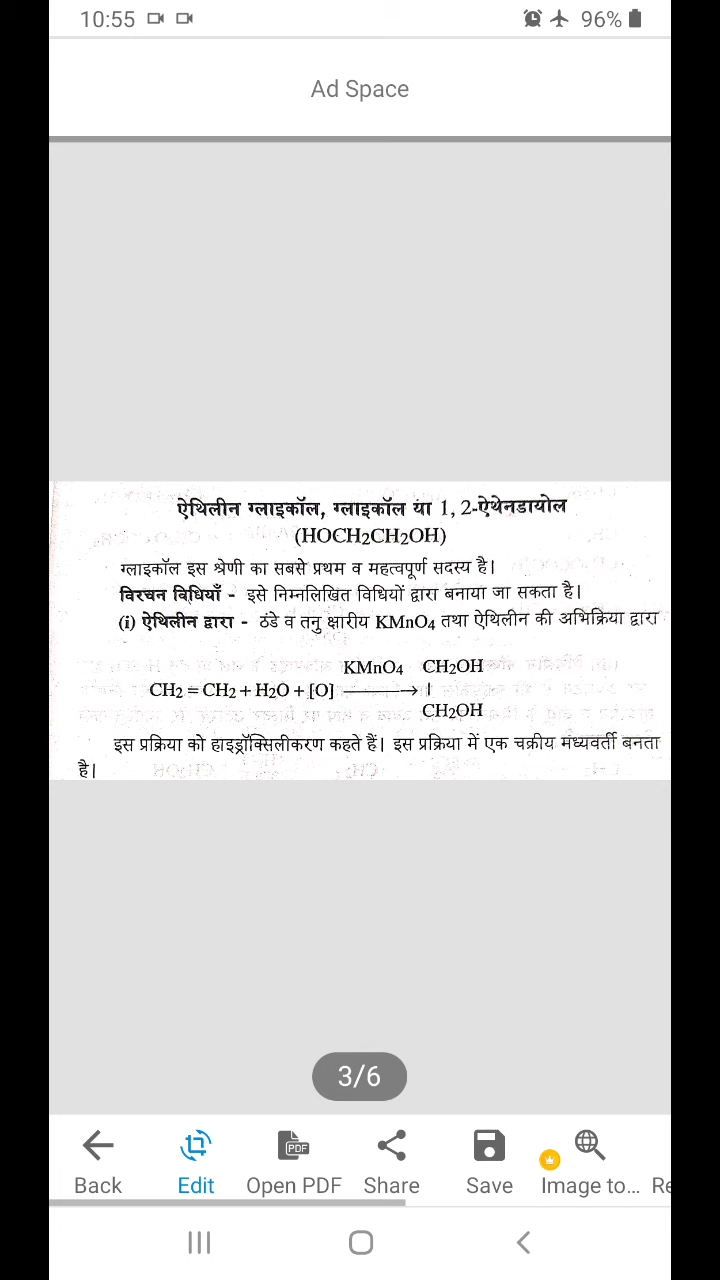 10:55 96%
Ad Space
ऐथिलीन ग्लाइकॉल, ग्लाइकॉल या 1, 2-ऐथेनडायोल
(HOCH2CH2OH)
ग्लाइकॉल इस श्रेणी का सबसे प्रथम व महत्वपूर्ण सदस्य है।
विरचन विधियाँ - इसे निम्नलिखित विधियों द्वारा बनाया जा सकता है।
(i) ऐथिलीन द्वारा - ठंडे व तनु क्षारीय KMnO4 तथा ऐथिलीन की अभिक्रिया द्वारा
KMnO4 CH2OH
CH2 = CH2 + H2O + [O] ⟶ |
CH2OH
इस प्रक्रिया को हाइड्रॉक्सिलीकरण कहते हैं। इस प्रक्रिया में एक चक्रीय मध्यवर्ती बनता
है।
3/6
Back Edit Open PDF Share Save Image to... Re